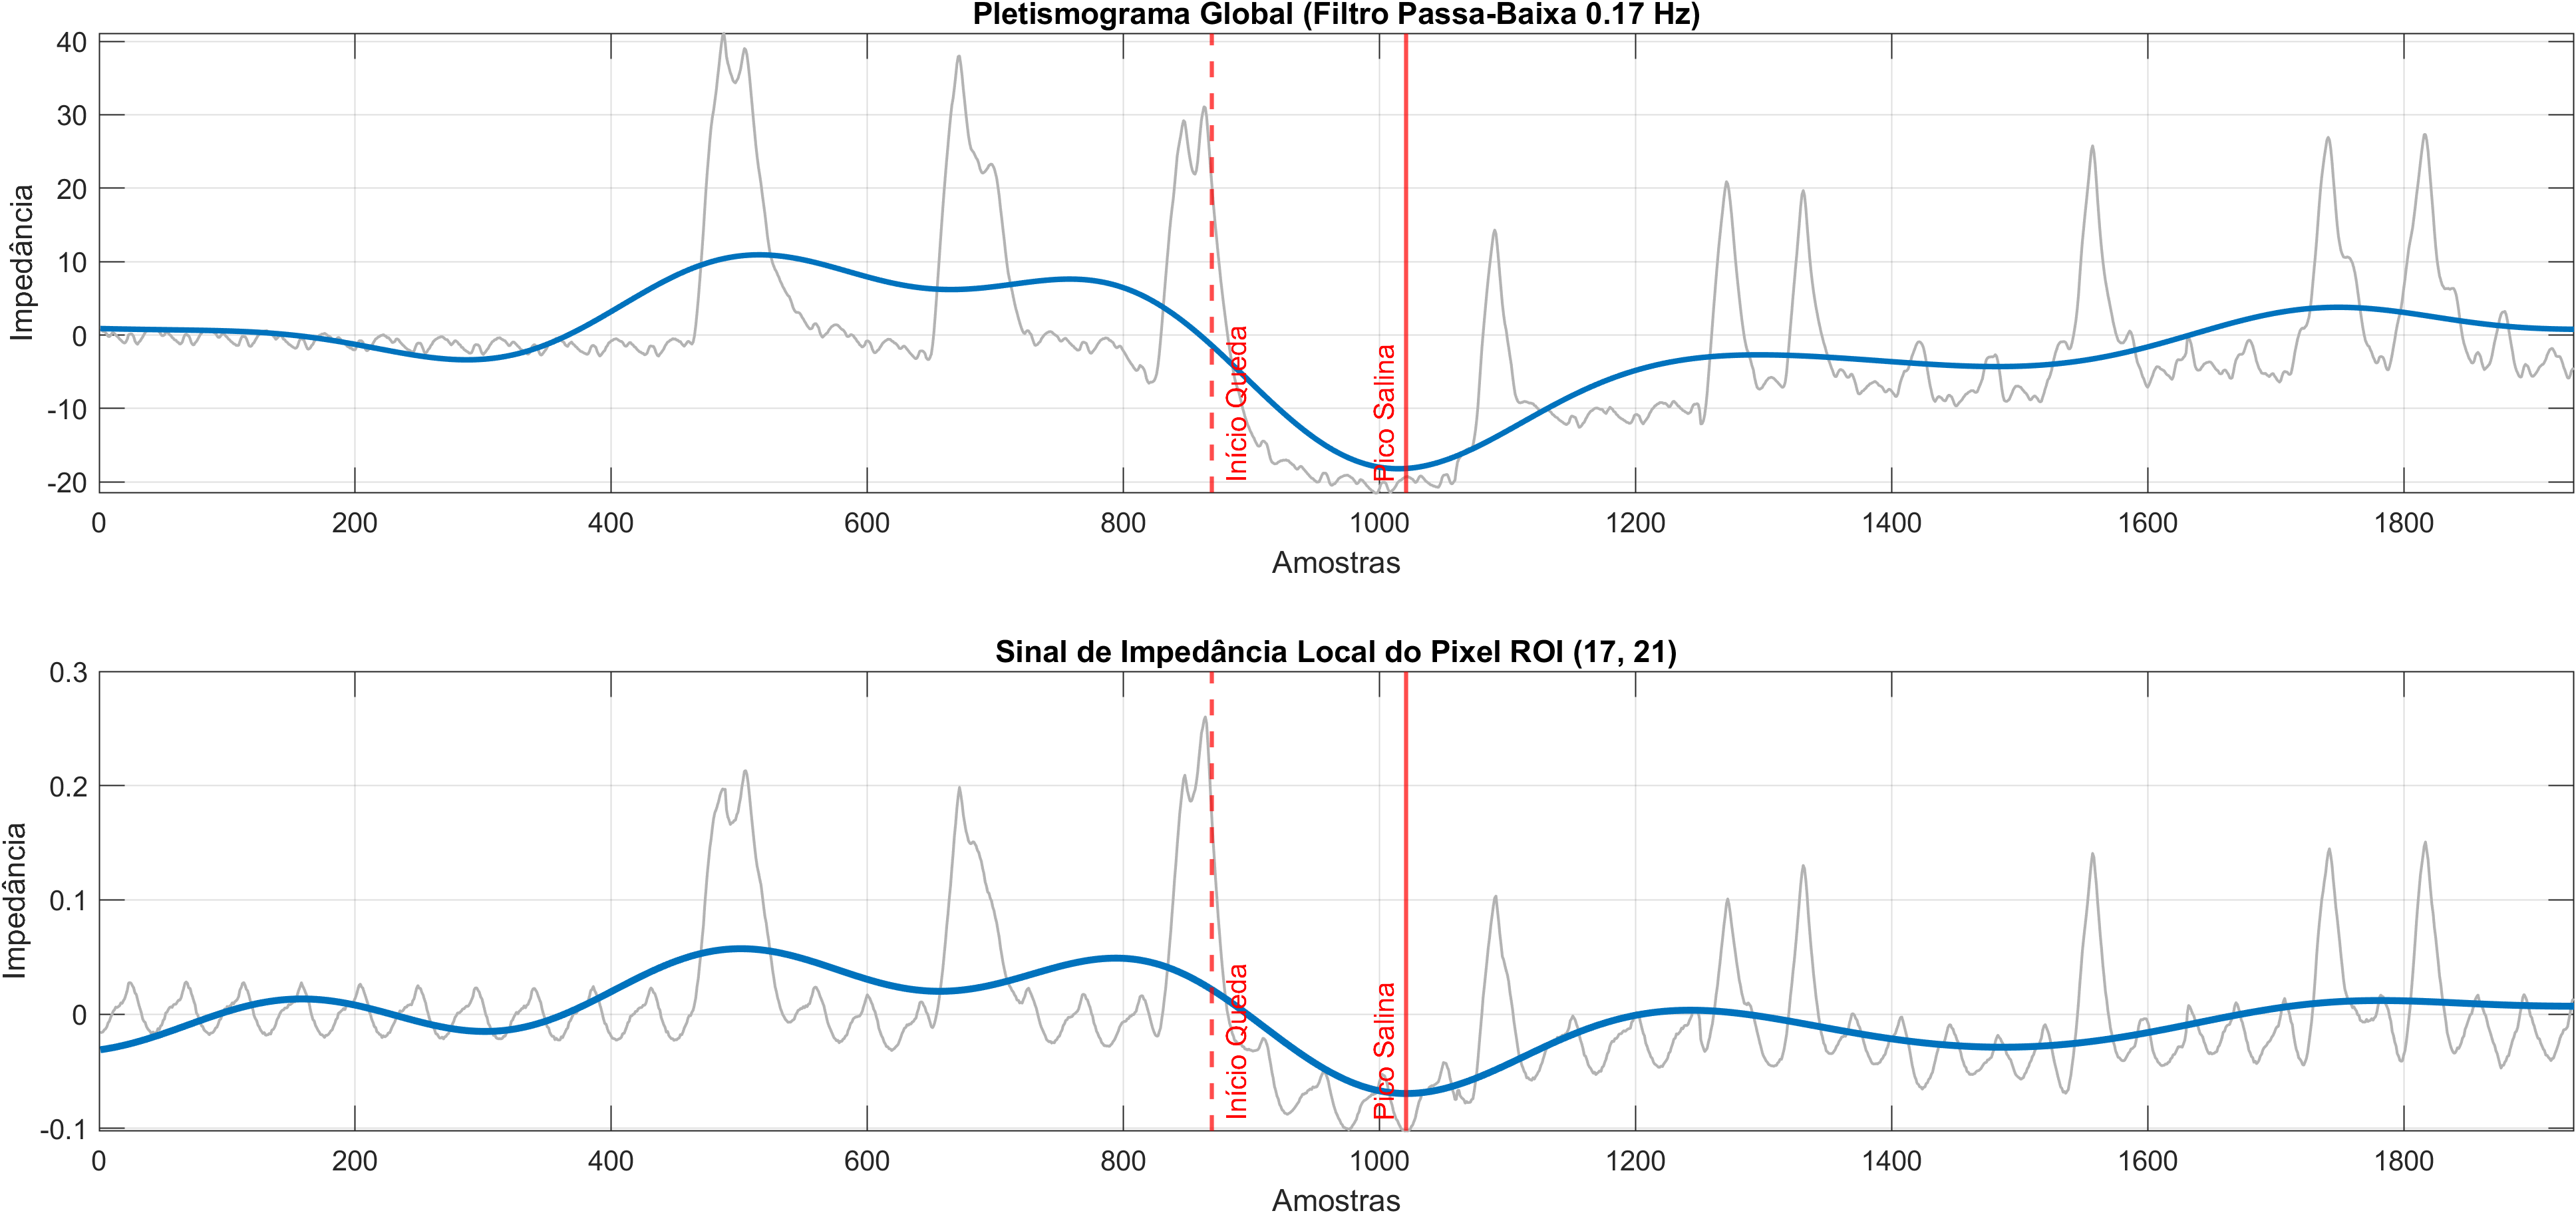 Pletismograma Global (Filtro Passa-Baixa 0.17 Hz)
40
30
20
10
0
-10
-20
Impedância
Início Queda
Pico Salina
0 200 400 600 800 1000 1200 1400 1600 1800
Amostras
Sinal de Impedância Local do Pixel ROI (17, 21)
0.3
0.2
0.1
0
-0.1
Impedância
Início Queda
Pico Salina
0 200 400 600 800 1000 1200 1400 1600 1800
Amostras